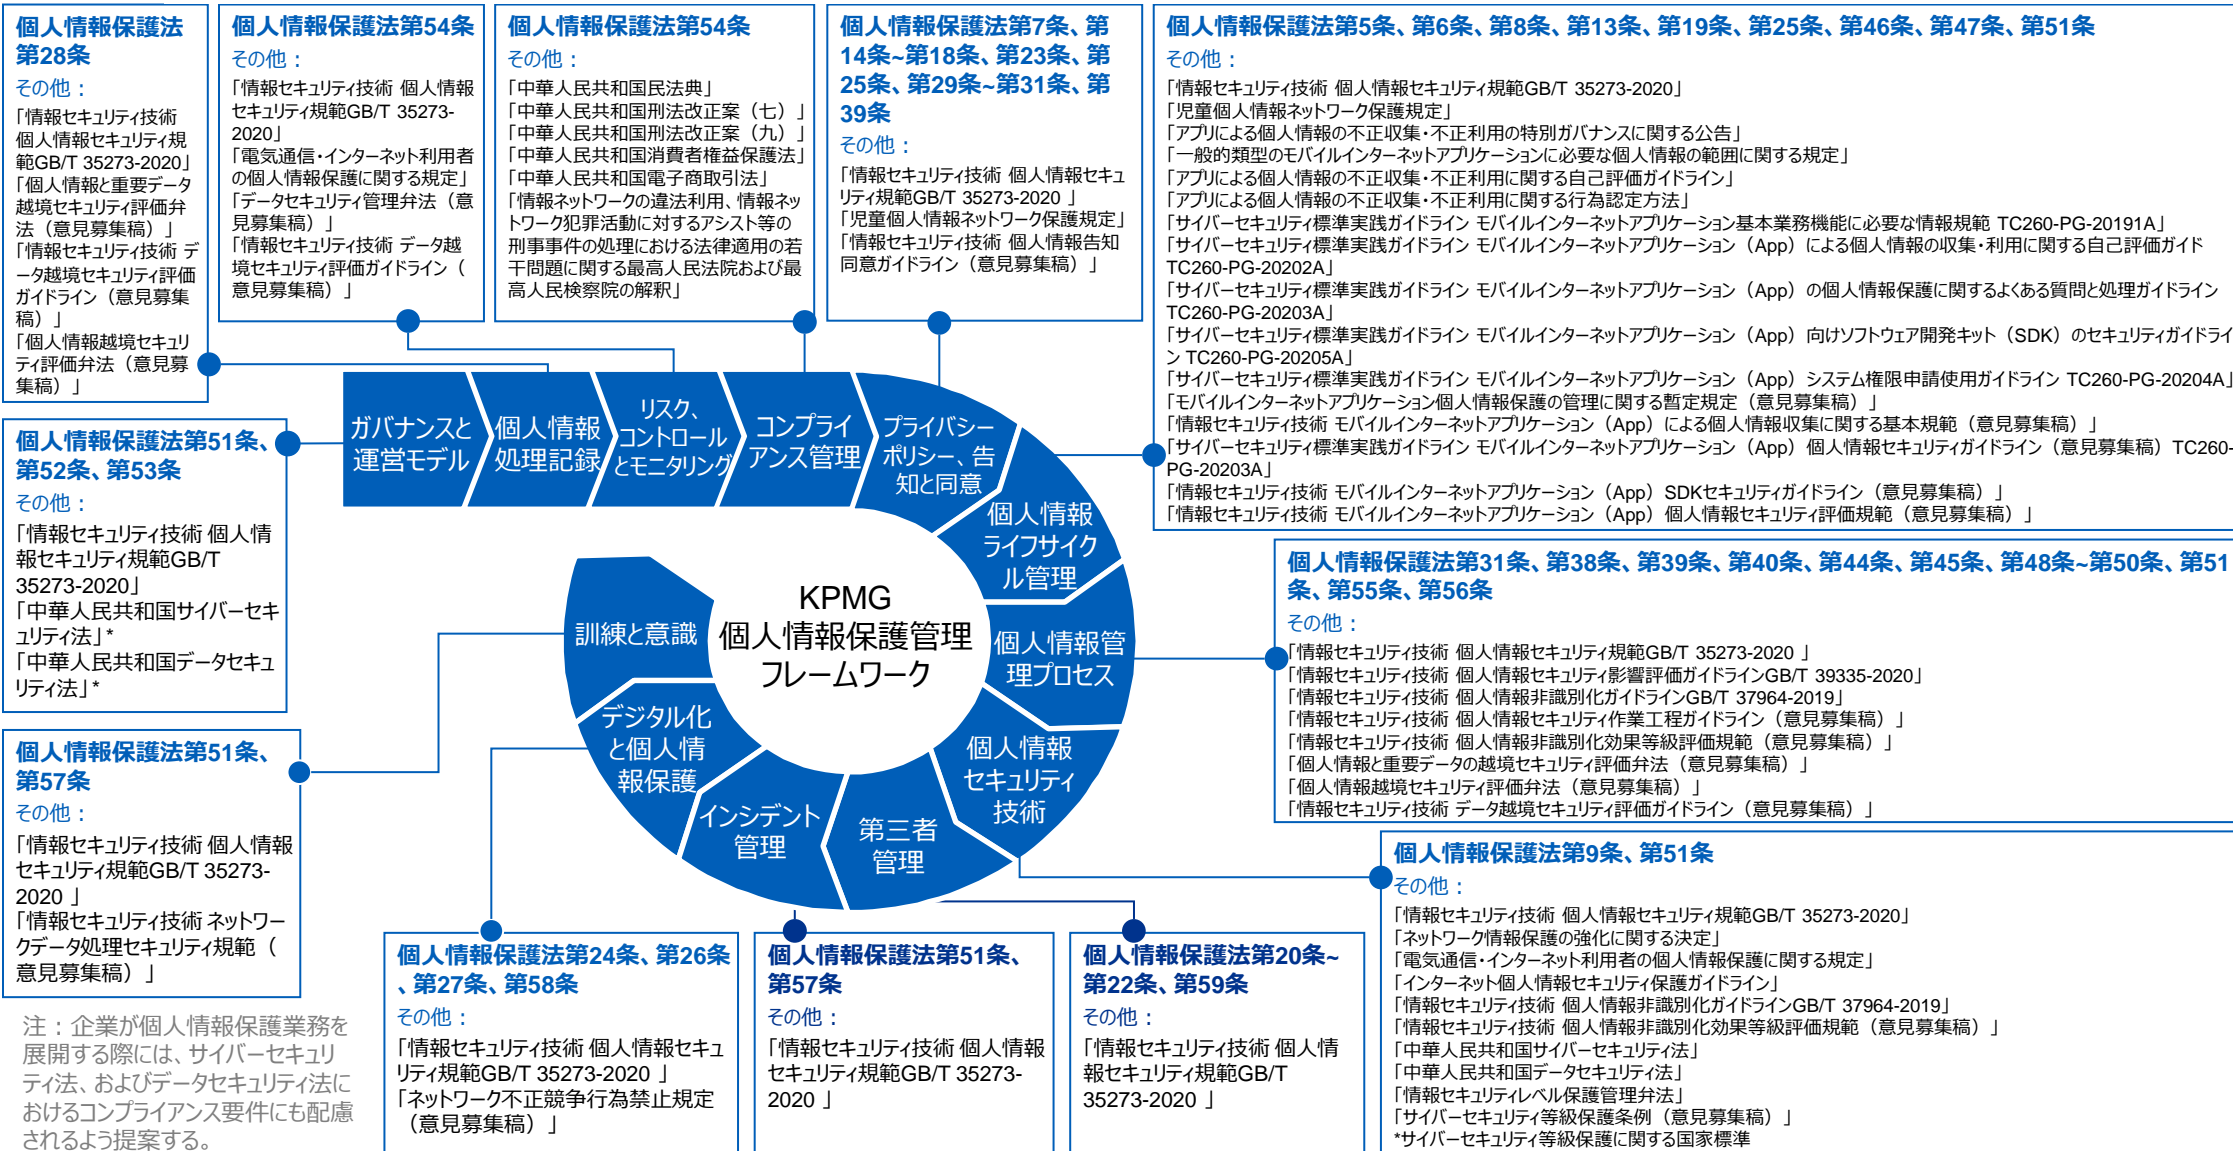 個人情報保護法
第28条
その他：
「情報セキュリティ技術
個人情報セキュリティ規
範GB/T 35273-2020」
「個人情報と重要データ
越境セキュリティ評価弁
法（意見募集稿）」
「情報セキュリティ技術 デ
ータ越境セキュリティ評価
ガイドライン（意見募集
稿）」
「個人情報越境セキュリ
ティ評価弁法（意見募
集稿）」
個人情報保護法第54条
その他：
「情報セキュリティ技術 個人情報
セキュリティ規範GB/T 35273-
2020」
「電気通信・インターネット利用者
の個人情報保護に関する規定」
「データセキュリティ管理弁法（意
見募集稿）」
「情報セキュリティ技術 データ越
境セキュリティ評価ガイドライン（
意見募集稿）」
個人情報保護法第54条
その他：
「中華人民共和国民法典」
「中華人民共和国刑法改正案（七）」
「中華人民共和国刑法改正案（九）」
「中華人民共和国消費者権益保護法」
「中華人民共和国電子商取引法」
「情報ネットワークの違法利用、情報ネッ
トワーク犯罪活動に対するアシスト等の
刑事事件の処理における法律適用の若
干問題に関する最高人民法院および最
高人民検察院の解釈」
個人情報保護法第7条、第
14条~第18条、第23条、第
25条、第29条~第31条、第
39条
その他：
「情報セキュリティ技術 個人情報セキュ
リティ規範GB/T 35273-2020 」
「児童個人情報ネットワーク保護規定」
「情報セキュリティ技術 個人情報告知
同意ガイドライン（意見募集稿）」
個人情報保護法第5条、第6条、第8条、第13条、第19条、第25条、第46条、第47条、第51条
その他：
「情報セキュリティ技術 個人情報セキュリティ規範GB/T 35273-2020」
「児童個人情報ネットワーク保護規定」
「アプリによる個人情報の不正収集・不正利用の特別ガバナンスに関する公告」
「一般的類型のモバイルインターネットアプリケーションに必要な個人情報の範囲に関する規定」
「アプリによる個人情報の不正収集・不正利用に関する自己評価ガイドライン」
「アプリによる個人情報の不正収集・不正利用に関する行為認定方法」
「サイバーセキュリティ標準実践ガイドライン モバイルインターネットアプリケーション基本業務機能に必要な情報規範 TC260-PG-20191A」
「サイバーセキュリティ標準実践ガイドライン モバイルインターネットアプリケーション（App）による個人情報の収集・利用に関する自己評価ガイド
TC260-PG-20202A」
「サイバーセキュリティ標準実践ガイドライン モバイルインターネットアプリケーション（App）の個人情報保護に関するよくある質問と処理ガイドライン
TC260-PG-20203A」
「サイバーセキュリティ標準実践ガイドライン モバイルインターネットアプリケーション（App）向けソフトウェア開発キット（SDK）のセキュリティガイドライ
ン TC260-PG-20205A」
「サイバーセキュリティ標準実践ガイドライン モバイルインターネットアプリケーション（App）システム権限申請使用ガイドライン TC260-PG-20204A」
「モバイルインターネットアプリケーション個人情報保護の管理に関する暫定規定（意見募集稿）」
「情報セキュリティ技術 モバイルインターネットアプリケーション（App）による個人情報収集に関する基本規範（意見募集稿）」
「サイバーセキュリティ標準実践ガイドライン モバイルインターネットアプリケーション（App）個人情報セキュリティガイドライン（意見募集稿）TC260-
PG-20203A」
「情報セキュリティ技術 モバイルインターネットアプリケーション（App）SDKセキュリティガイドライン（意見募集稿）」
「情報セキュリティ技術 モバイルインターネットアプリケーション（App）個人情報セキュリティ評価規範（意見募集稿）」
ガバナンスと
運営モデル
個人情報
処理記録
リスク、
コントロール
とモニタリング
コンプライ
アンス管理
プライバシー
ポリシー、告
知と同意
個人情報
ライフサイク
ル管理
個人情報管
理プロセス
個人情報
セキュリティ
技術
第三者
管理
インシデント
管理
デジタル化
と個人情
報保護
訓練と意識
KPMG
個人情報保護管理
フレームワーク
個人情報保護法第51条、
第52条、第53条
その他：
「情報セキュリティ技術 個人情
報セキュリティ規範GB/T
35273-2020」
「中華人民共和国サイバーセキ
ュリティ法」*
「中華人民共和国データセキュ
リティ法」*
個人情報保護法第51条、
第57条
その他：
「情報セキュリティ技術 個人情報
セキュリティ規範GB/T 35273-
2020 」
「情報セキュリティ技術 ネットワー
クデータ処理セキュリティ規範（
意見募集稿）」
個人情報保護法第31条、第38条、第39条、第40条、第44条、第45条、第48条~第50条、第51
条、第55条、第56条
その他：
「情報セキュリティ技術 個人情報セキュリティ規範GB/T 35273-2020 」
「情報セキュリティ技術 個人情報セキュリティ影響評価ガイドラインGB/T 39335-2020」
「情報セキュリティ技術 個人情報非識別化ガイドラインGB/T 37964-2019」
「情報セキュリティ技術 個人情報セキュリティ作業工程ガイドライン（意見募集稿）」
「情報セキュリティ技術 個人情報非識別化効果等級評価規範（意見募集稿）」
「個人情報と重要データの越境セキュリティ評価弁法（意見募集稿）」
「個人情報越境セキュリティ評価弁法（意見募集稿）」
「情報セキュリティ技術 データ越境セキュリティ評価ガイドライン（意見募集稿）」
個人情報保護法第9条、第51条
その他：
「情報セキュリティ技術 個人情報セキュリティ規範GB/T 35273-2020」
「ネットワーク情報保護の強化に関する決定」
「電気通信・インターネット利用者の個人情報保護に関する規定」
「インターネット個人情報セキュリティ保護ガイドライン」
「情報セキュリティ技術 個人情報非識別化ガイドラインGB/T 37964-2019」
「情報セキュリティ技術 個人情報非識別化効果等級評価規範（意見募集稿）」
「中華人民共和国サイバーセキュリティ法」
「中華人民共和国データセキュリティ法」
「情報セキュリティレベル保護管理弁法」
「サイバーセキュリティ等級保護条例（意見募集稿）」
*サイバーセキュリティ等級保護に関する国家標準
個人情報保護法第24条、第26条
、第27条、第58条
その他：
「情報セキュリティ技術 個人情報セキュ
リティ規範GB/T 35273-2020 」
「ネットワーク不正競争行為禁止規定
（意見募集稿）」
個人情報保護法第51条、
第57条
その他：
「情報セキュリティ技術 個人情報
セキュリティ規範GB/T 35273-
2020 」
個人情報保護法第20条~
第22条、第59条
その他：
「情報セキュリティ技術 個人情
報セキュリティ規範GB/T
35273-2020 」
注：企業が個人情報保護業務を
展開する際には、サイバーセキュリ
ティ法、およびデータセキュリティ法に
おけるコンプライアンス要件にも配慮
されるよう提案する。